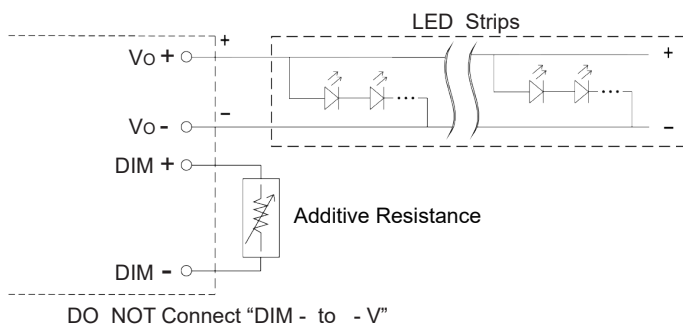 LED Strips
+
Vo +
+
Vo -
-
-
DIM +
Additive Resistance
DIM -
DO NOT Connect “DIM - to - V”